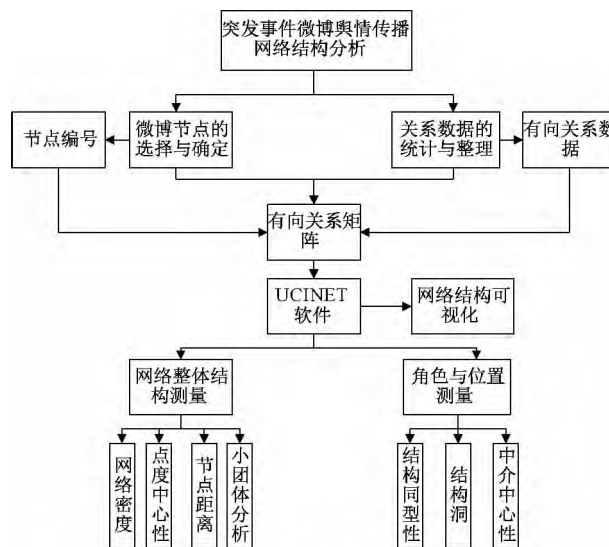 突发事件微博舆情传播
网络结构分析
节点编号
微博节点的
选择与确定
关系数据的
统计与整理
有向关系数
据
有向关系矩
阵
UCINET
软件
网络结构可
视化
网络整体结
构测量
角色与位置
测量
网络密度
点度中心性
节点距离
小团体分析
结构同型性
结构洞
中介中心性